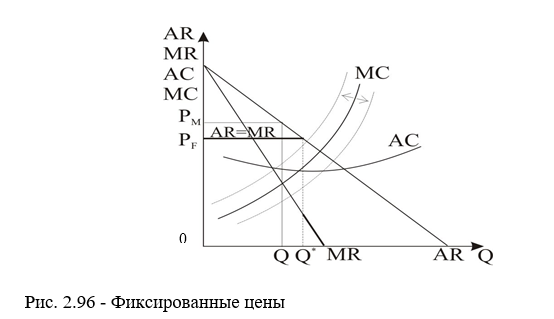 AR
MR
AC
MC
MC
P_M
AR=MR
P_F
AC
0
Q Q* MR AR Q
Рис. 2.96 - Фиксированные цены